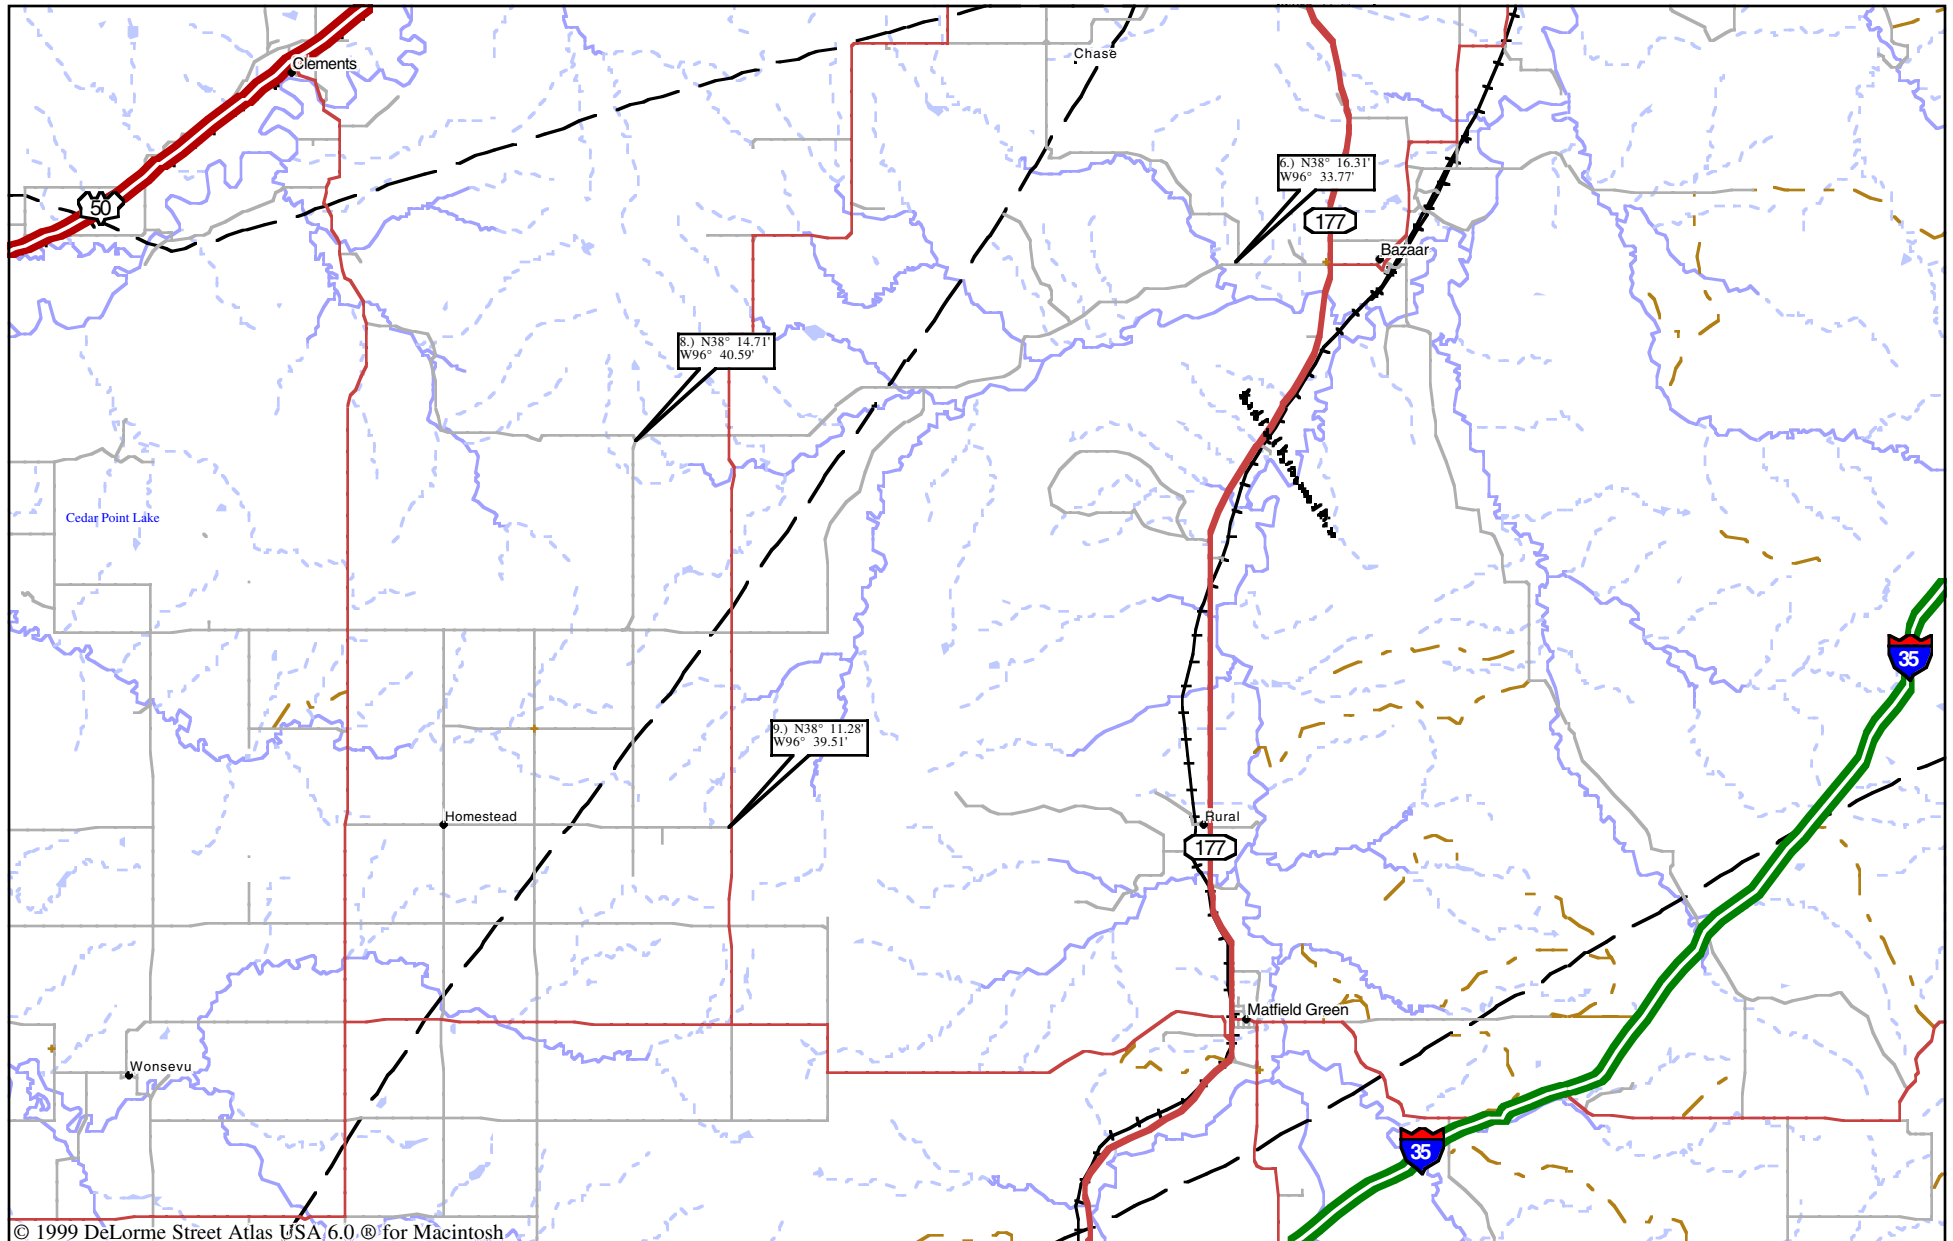 Clements
Chase
6.) N38° 16.31'
W96° 33.77'
50
177
Bazaar
8.) N38° 14.71'
W96° 40.59'
Cedar Point Lake
35
9.) N38° 11.28'
W96° 39.51'
Homestead
Rural
177
Matfield Green
Wonsevu
35
© 1999 DeLorme Street Atlas USA 6.0 ® for Macintosh